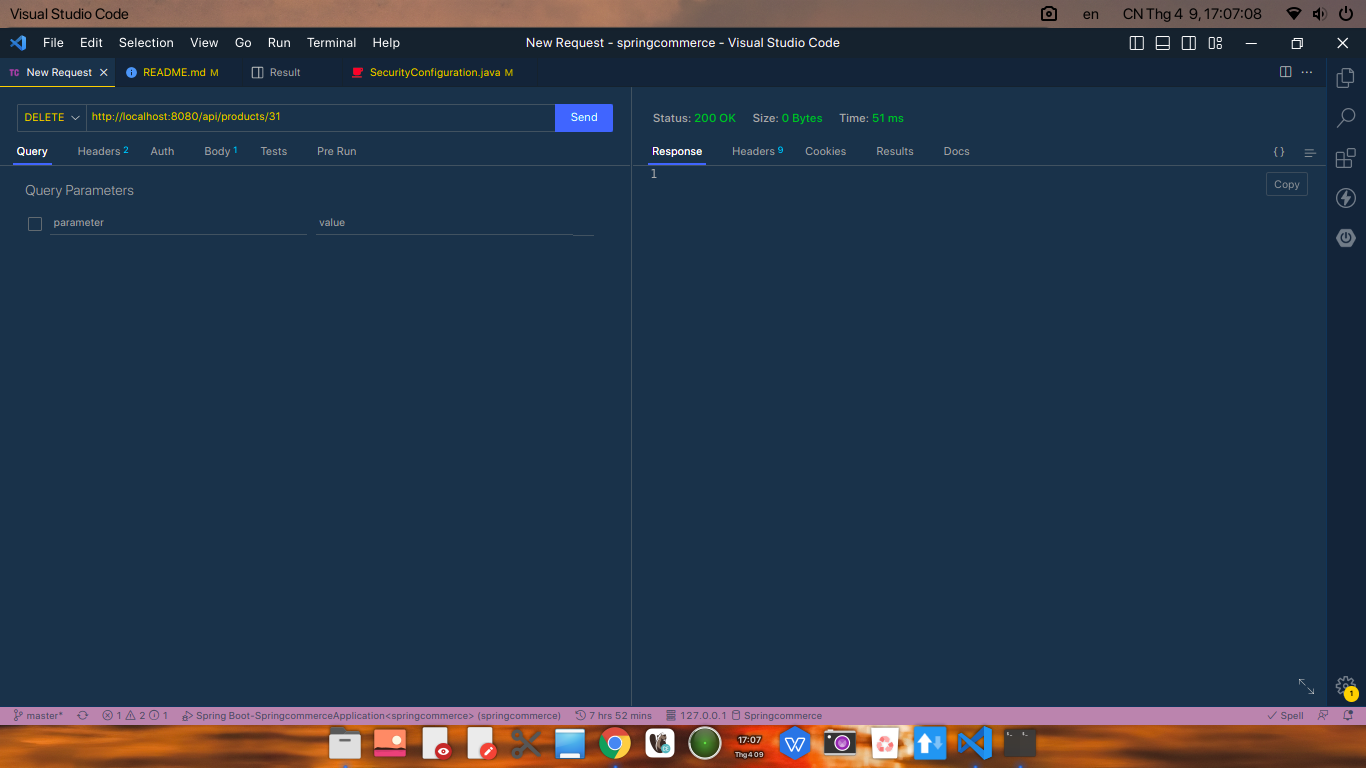 Visual Studio Code
en
CN Thg 4 9, 17:07:08
File Edit Selection View Go Run Terminal Help
New Request - springcommerce - Visual Studio Code
TC New Request
README.md M
Result
SecurityConfiguration.java M
DELETE
http://localhost:8080/api/products/31
Send
Query Headers 2 Auth Body 1 Tests Pre Run
Query Parameters
parameter
value
Status: 200 OK Size: 0 Bytes Time: 51 ms
Response Headers 9 Cookies Results Docs
{ }
1
Copy
1
master* 1 2 1 Spring Boot-SpringcommerceApplication<springcommerce> (springcommerce) 7 hrs 52 mins 127.0.0.1 Springcommerce Spell
17:07
Thg4 09